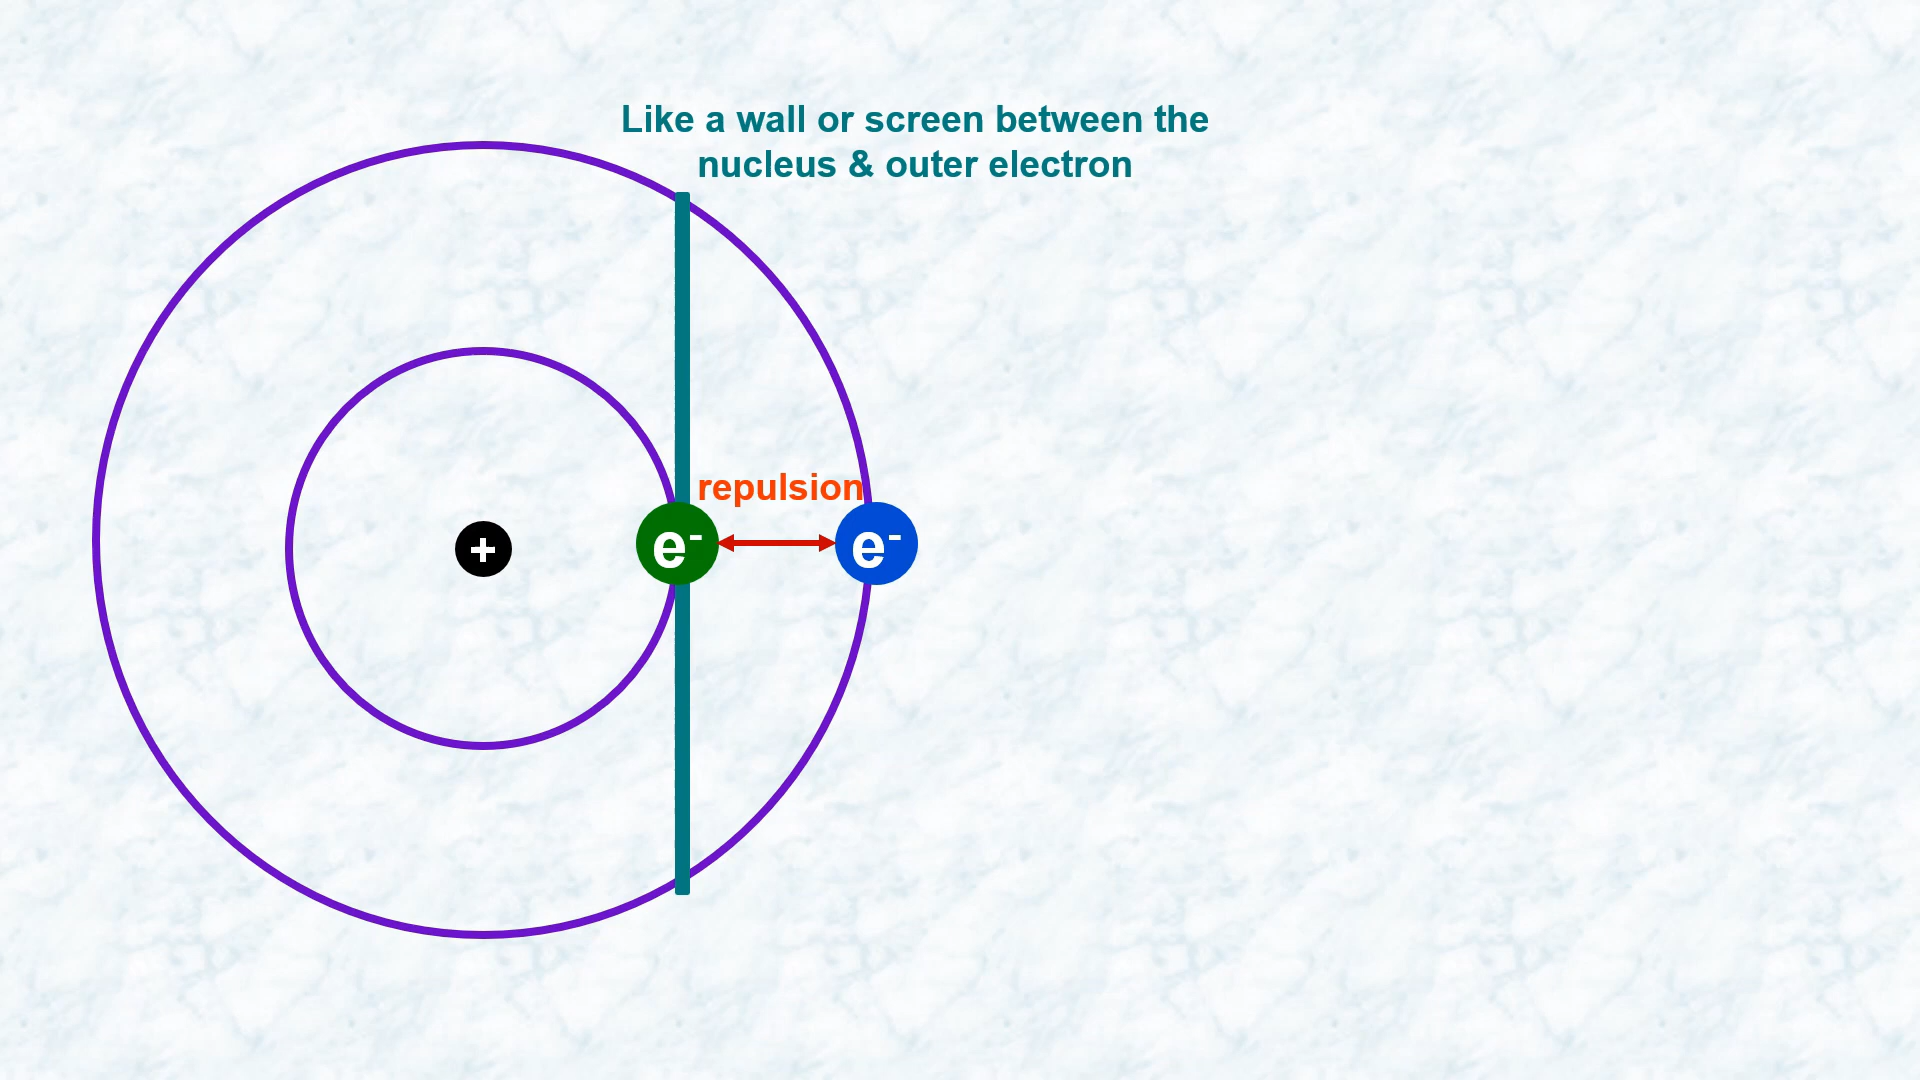 Like a wall or screen between the
nucleus & outer electron
repulsion
+
e-
e-